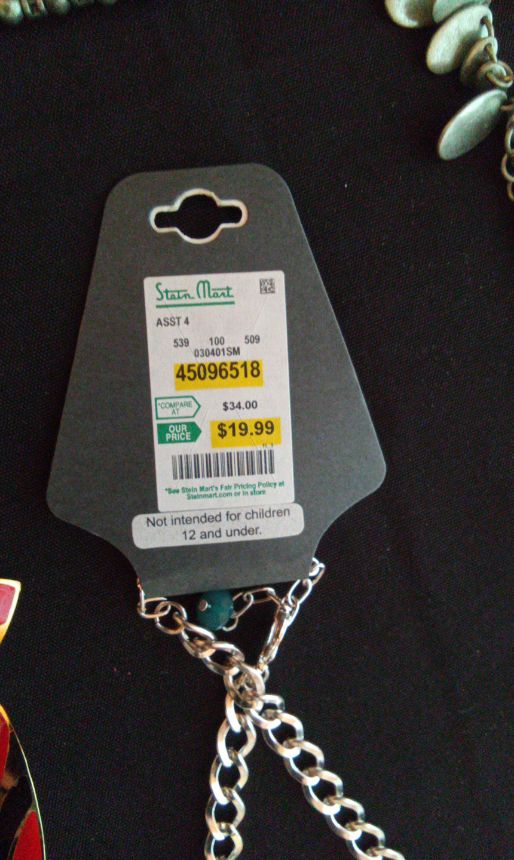 Stein Mart
ASST 4
539 100 509
030401SM
45096518
*COMPARE AT $34.00
OUR PRICE $19.99
*See Stein Mart's Fair Pricing Policy at
Steinmart.com or in store
Not intended for children
12 and under.